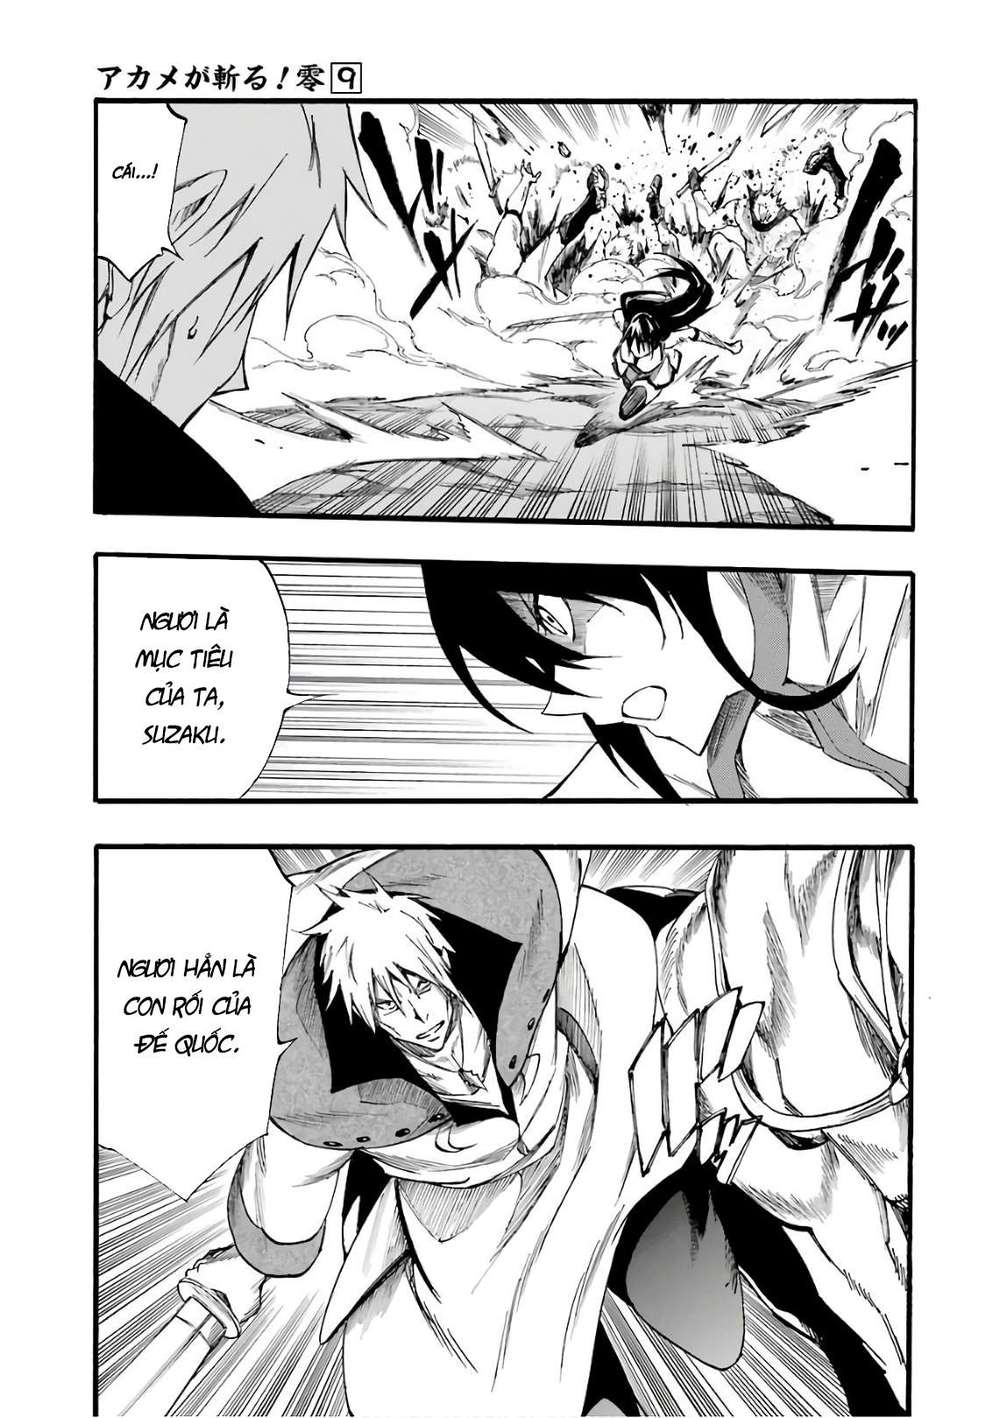 アカメが斬る！零 9
CÁI...!
NGƯƠI LÀ
MỤC TIÊU
CỦA TA,
SUZAKU.
NGƯƠI HẲN LÀ
CON RỐI CỦA
ĐẾ QUỐC.